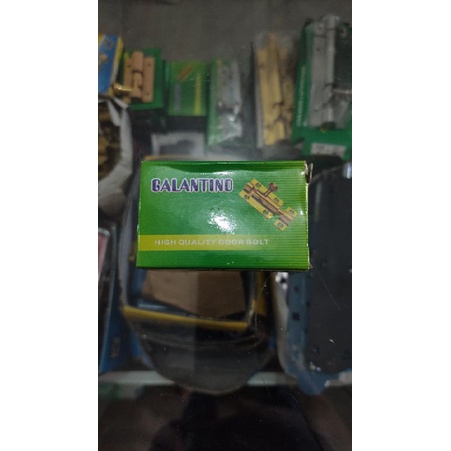 GALANTINO
HIGH QUALITY DOOR BOLT